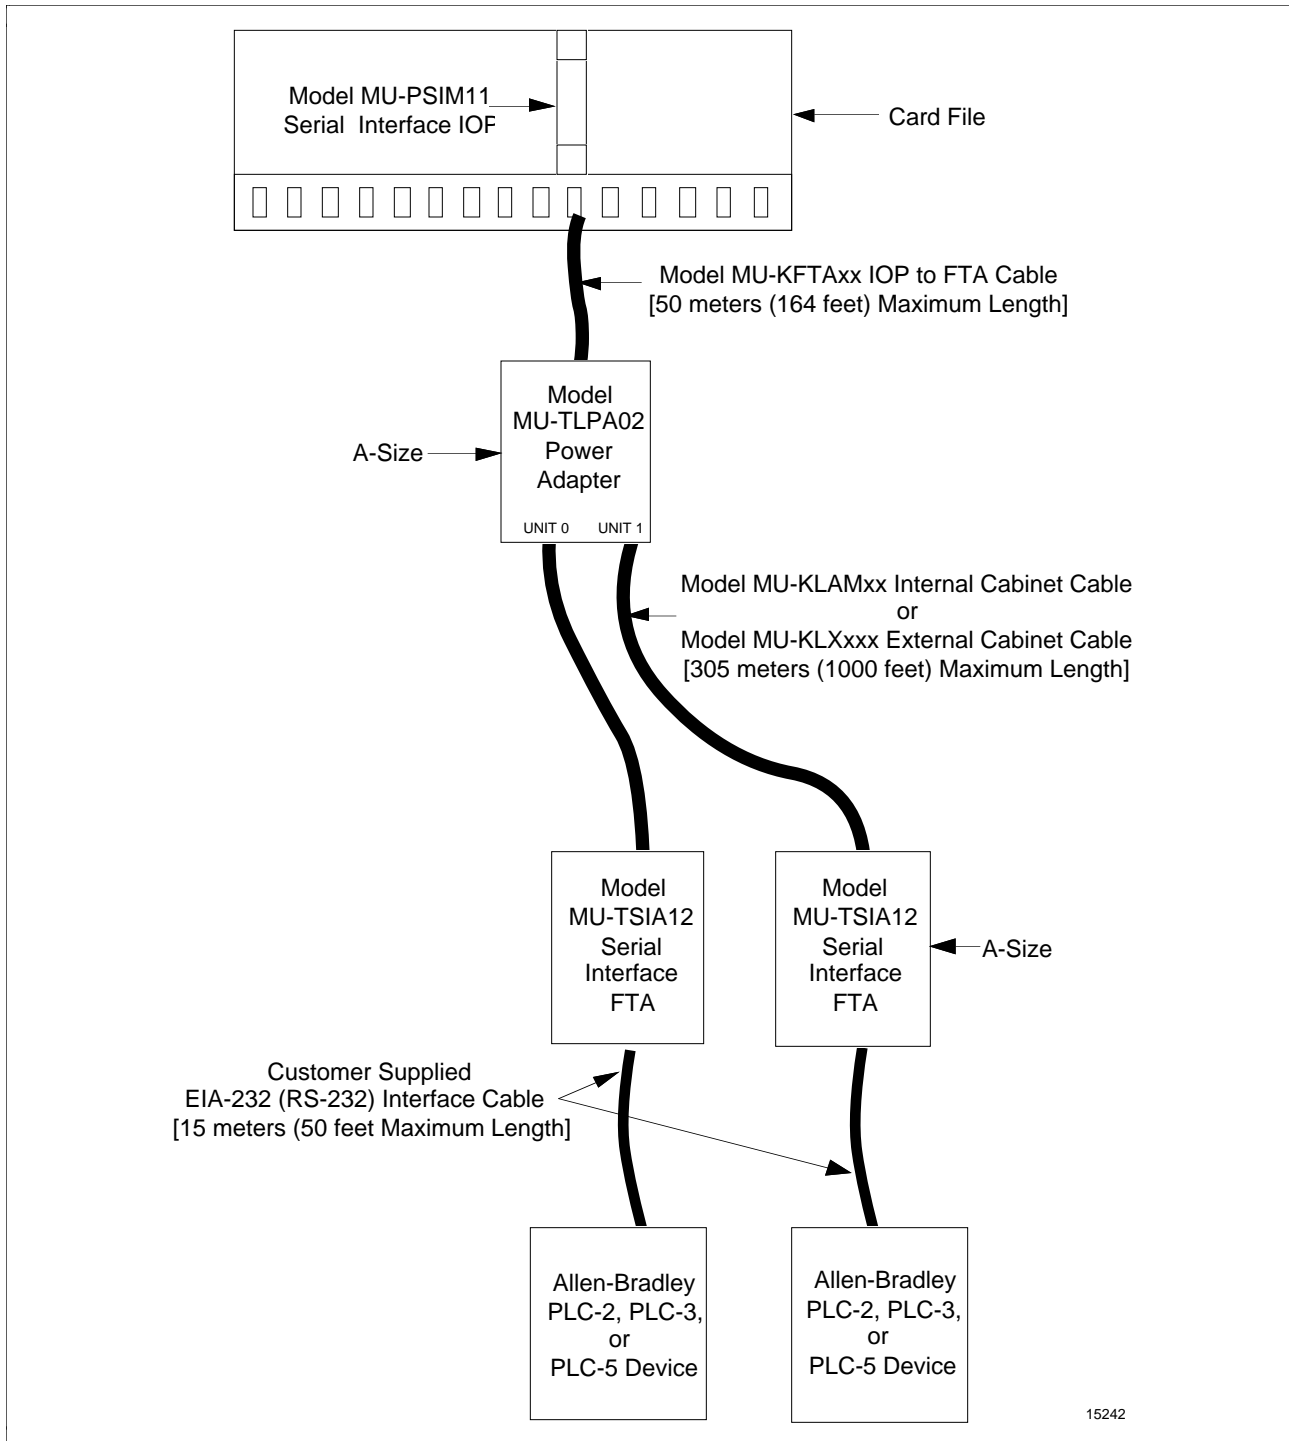 Model MU-PSIM11
Serial Interface IOP
Card File
Model MU-KFTAxx IOP to FTA Cable
[50 meters (164 feet) Maximum Length]
Model
MU-TLPA02
Power
Adapter
A-Size
UNIT 0 UNIT 1
Model MU-KLAMxx Internal Cabinet Cable
or
Model MU-KLXxxx External Cabinet Cable
[305 meters (1000 feet) Maximum Length]
Model
MU-TSIA12
Serial
Interface
FTA
Model
MU-TSIA12
Serial
Interface
FTA
A-Size
Customer Supplied
EIA-232 (RS-232) Interface Cable
[15 meters (50 feet Maximum Length]
Allen-Bradley
PLC-2, PLC-3,
or
PLC-5 Device
Allen-Bradley
PLC-2, PLC-3,
or
PLC-5 Device
15242